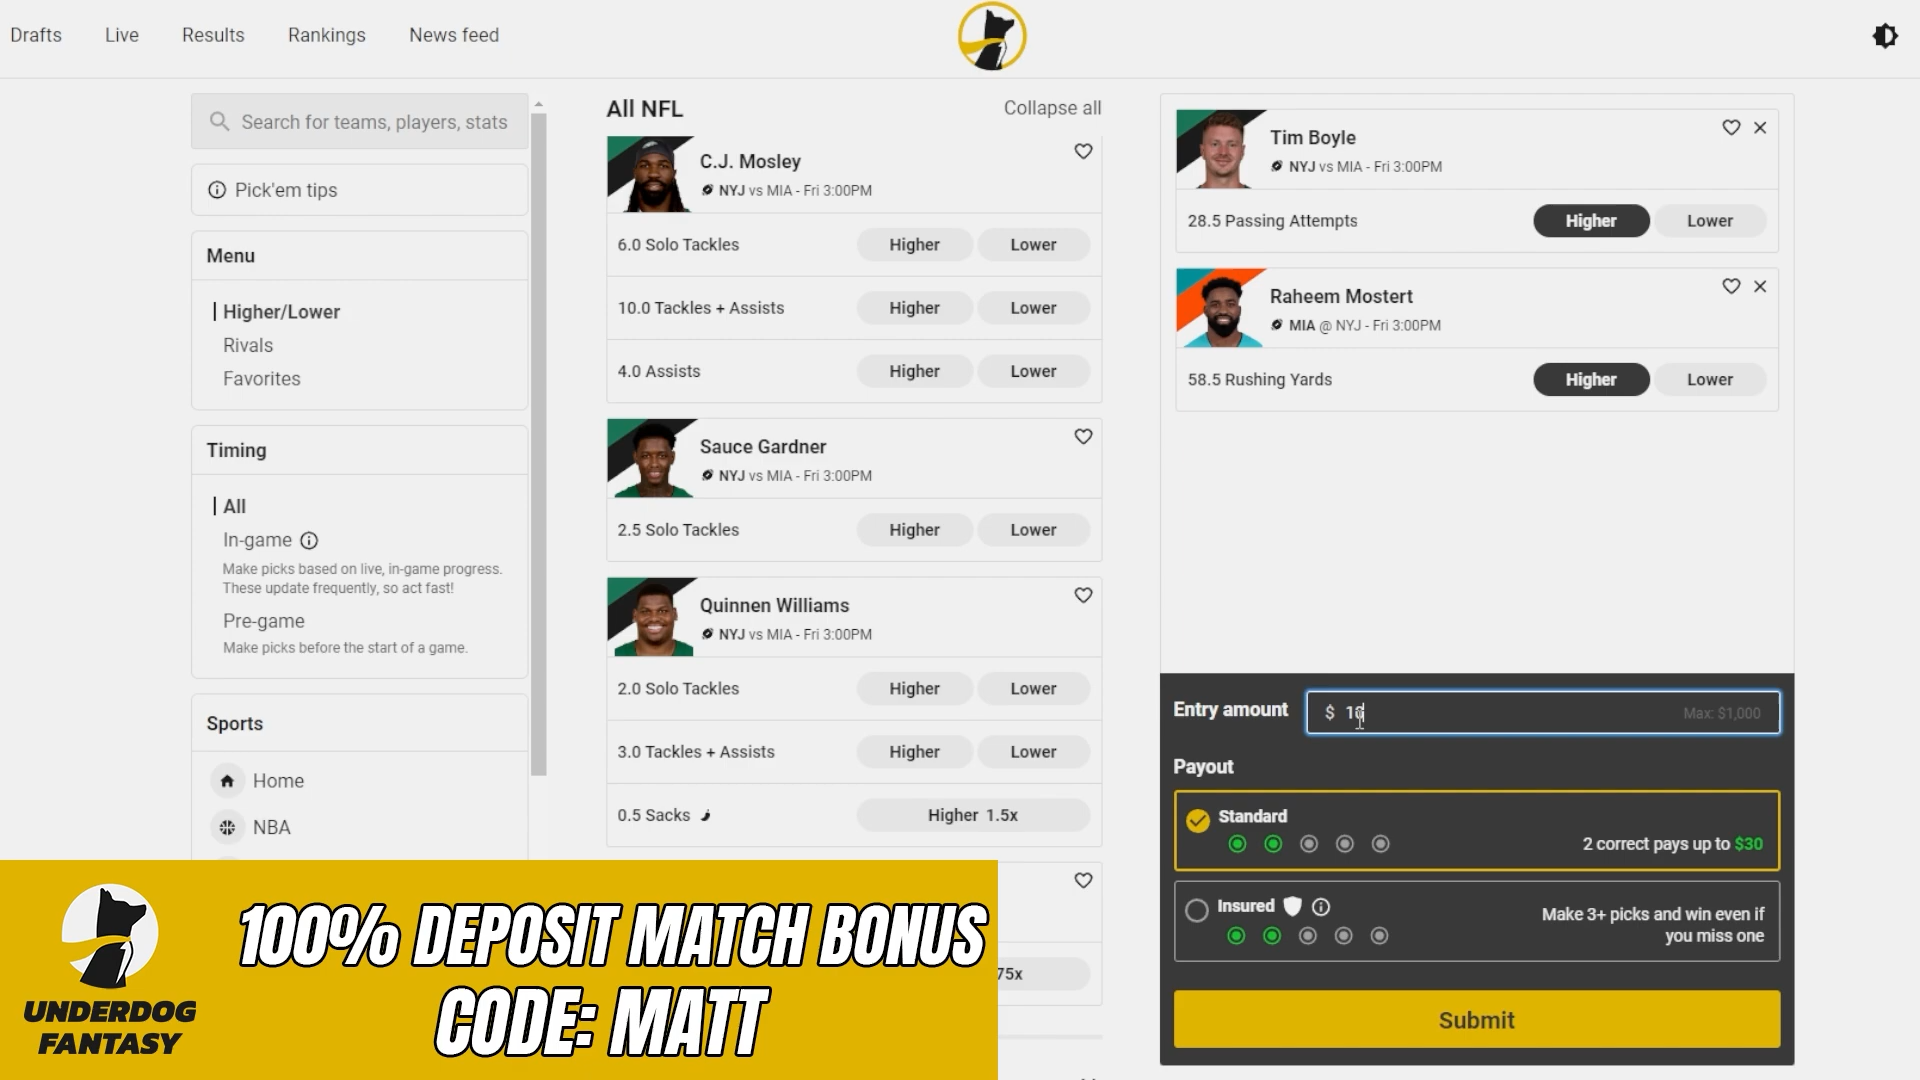 Drafts
Live
Results
Rankings
News feed
Search for teams, players, stats
Pick'em tips
Menu
Higher/Lower
Rivals
Favorites
Timing
All
In-game
Make picks based on live, in-game progress.
These update frequently, so act fast!
Pre-game
Make picks before the start of a game.
Sports
Home
NBA
All NFL
Collapse all
C.J. Mosley
NYJ vs MIA - Fri 3:00PM
6.0 Solo Tackles Higher Lower
10.0 Tackles + Assists Higher Lower
4.0 Assists Higher Lower
Sauce Gardner
NYJ vs MIA - Fri 3:00PM
2.5 Solo Tackles Higher Lower
Quinnen Williams
NYJ vs MIA - Fri 3:00PM
2.0 Solo Tackles Higher Lower
3.0 Tackles + Assists Higher Lower
0.5 Sacks Higher 1.5x
75x
Tim Boyle
NYJ vs MIA - Fri 3:00PM
28.5 Passing Attempts Higher Lower
Raheem Mostert
MIA @ NYJ - Fri 3:00PM
58.5 Rushing Yards Higher Lower
Entry amount $ 10 Max: $1,000
Payout
Standard
2 correct pays up to $30
Insured
Make 3+ picks and win even if
you miss one
Submit
UNDERDOG
FANTASY
100% DEPOSIT MATCH BONUS
CODE: MATT